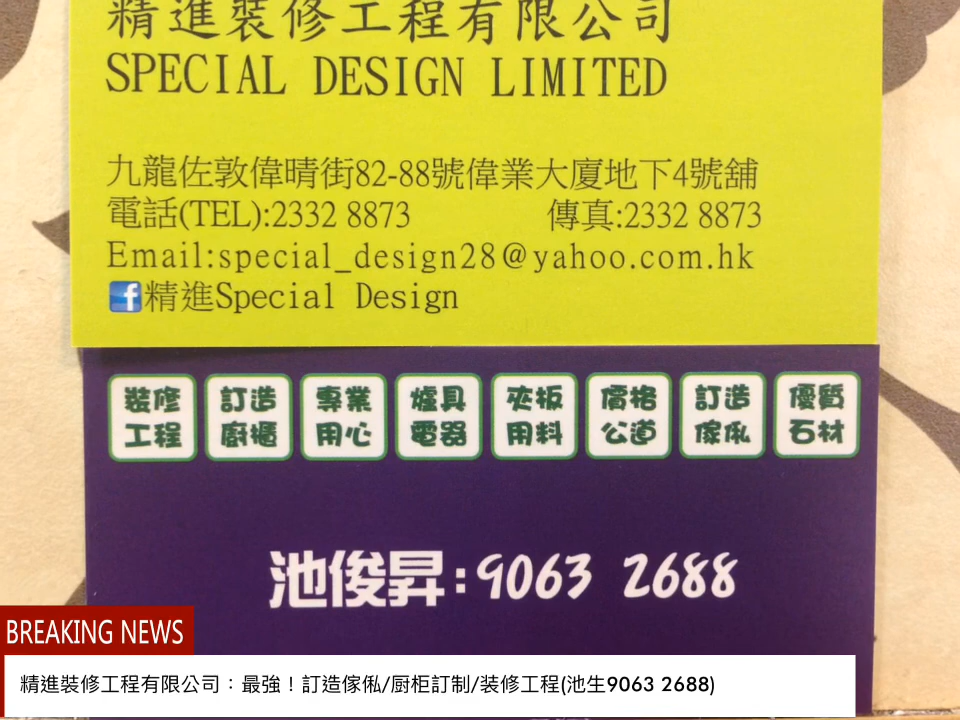 精進裝修工程有限公司
SPECIAL DESIGN LIMITED
九龍佐敦偉晴街82-88號偉業大廈地下4號舖
電話(TEL):2332 8873 傳真:2332 8873
Email:special_design28@yahoo.com.hk
f精進Special Design
裝修工程 訂造廚櫃 專業用心 爐具電器 夾板用料 價格公道 訂造傢俬 優質石材
池俊昇:9063 2688
BREAKING NEWS
精進裝修工程有限公司：最強！訂造傢俬/厨柜訂制/装修工程(池生9063 2688)